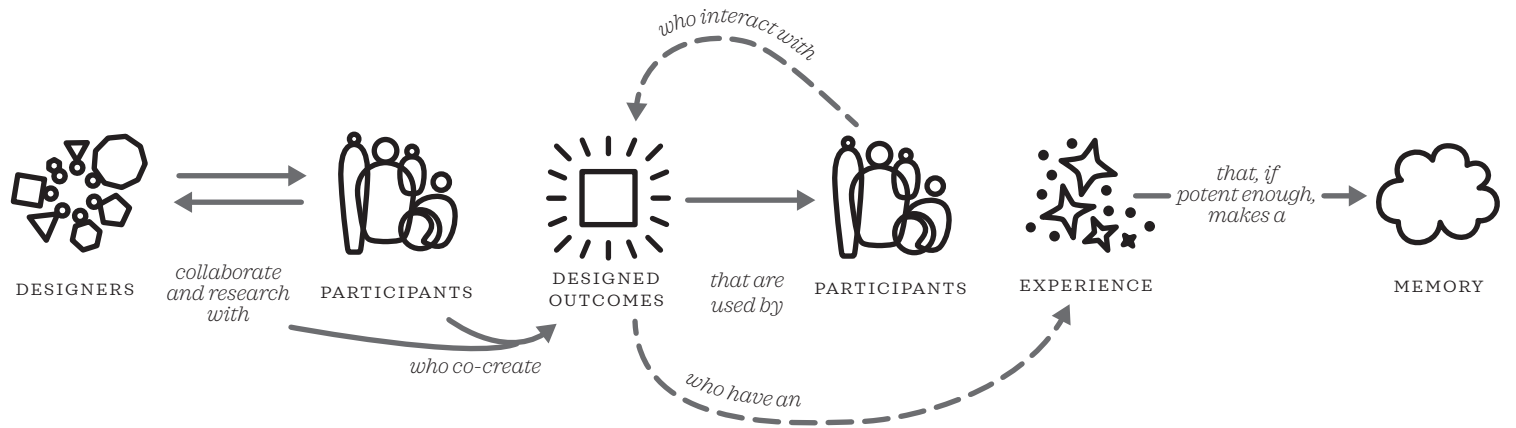 who interact with
DESIGNERS
collaborate
and research
with
PARTICIPANTS
who co-create
DESIGNED
OUTCOMES
that are
used by
PARTICIPANTS
who have an
EXPERIENCE
that, if
potent enough,
makes a
MEMORY